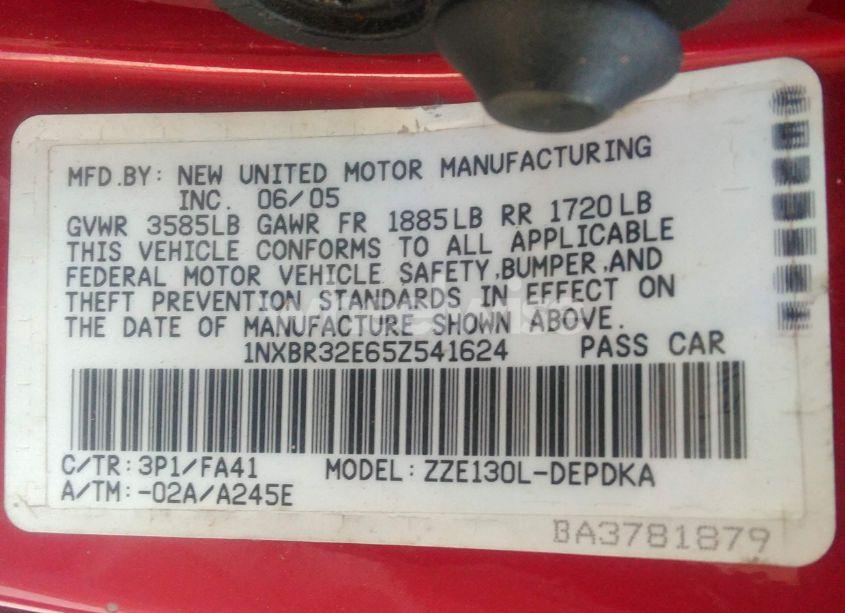 MFD.BY: NEW UNITED MOTOR MANUFACTURING
INC. 06/05
GVWR 3585LB GAWR FR 1885LB RR 1720LB
THIS VEHICLE CONFORMS TO ALL APPLICABLE
FEDERAL MOTOR VEHICLE SAFETY,BUMPER,AND
THEFT PREVENTION STANDARDS IN EFFECT ON
THE DATE OF MANUFACTURE SHOWN ABOVE.
1NXBR32E65Z541624 PASS CAR
C/TR: 3P1/FA41 MODEL: ZZE130L-DEPDKA
A/TM: -02A/A245E
BA3781879